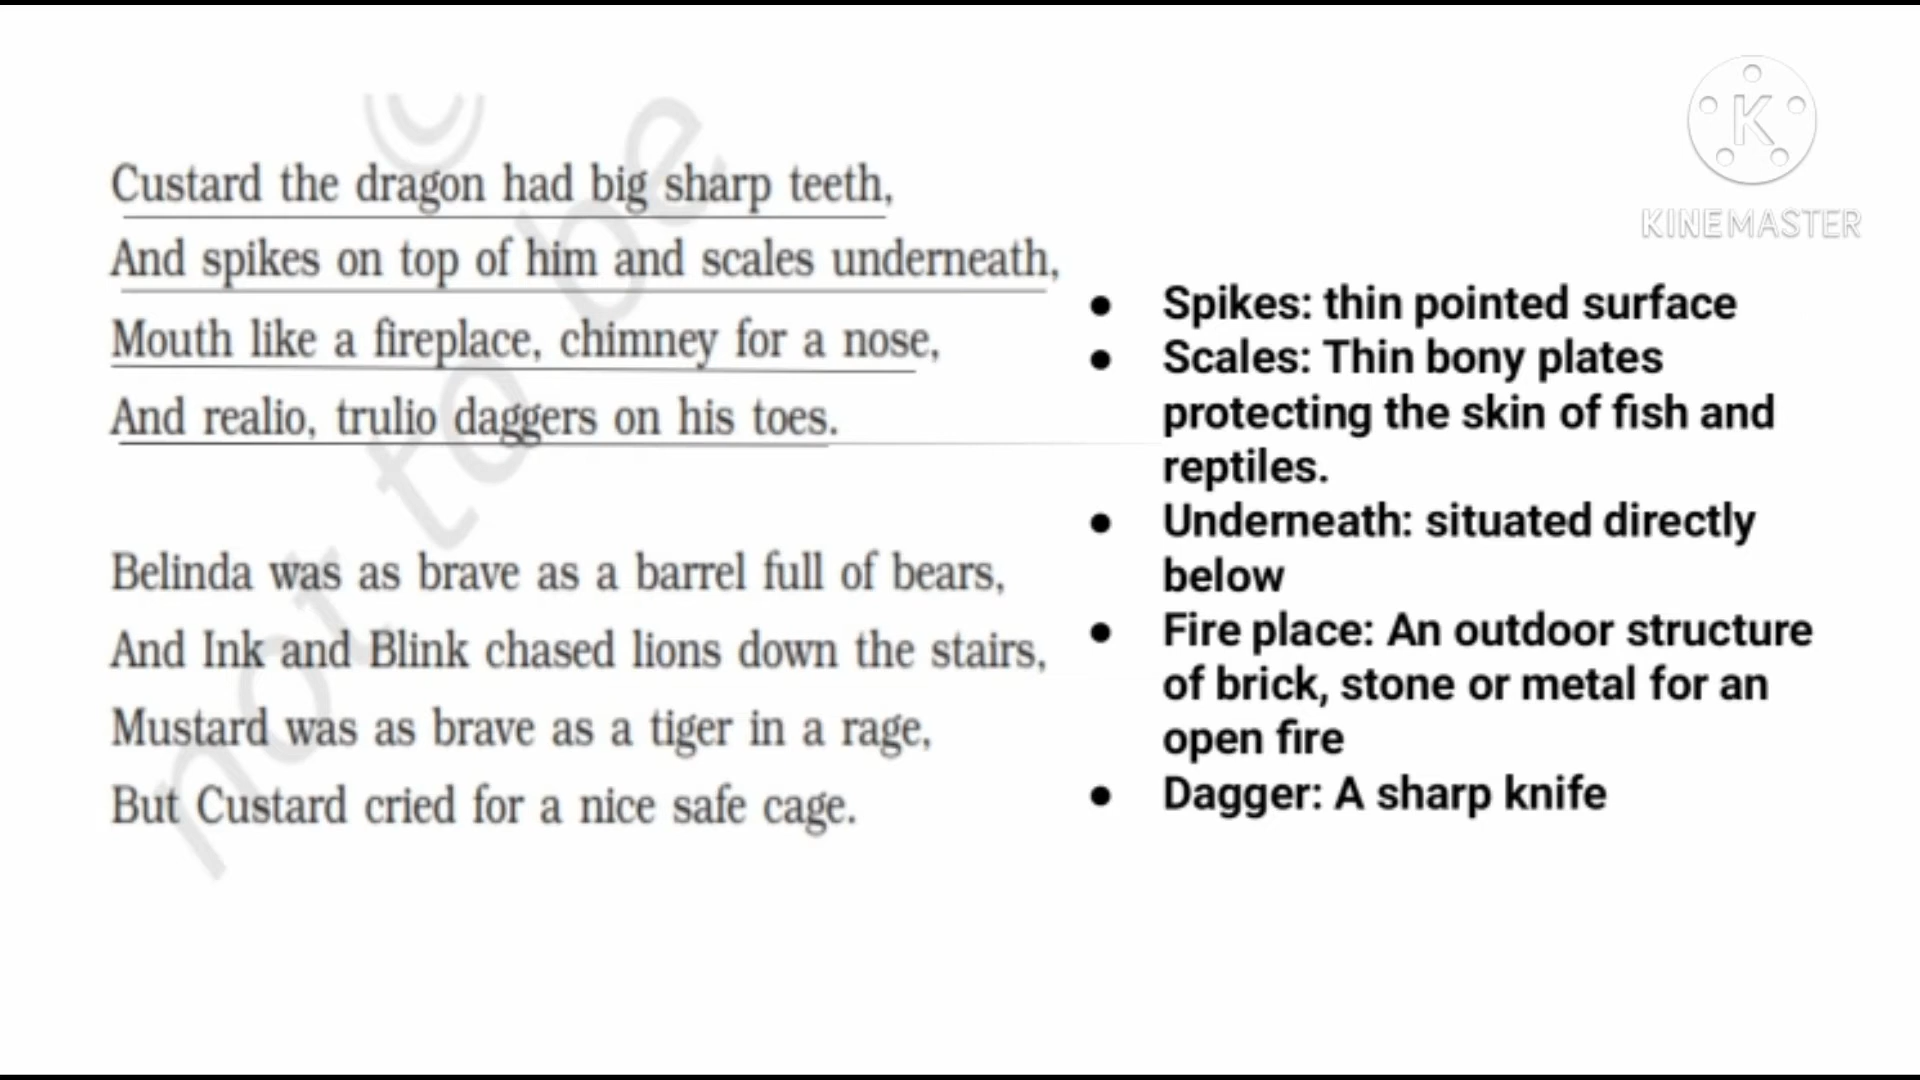 Custard the dragon had big sharp teeth,
And spikes on top of him and scales underneath,
Mouth like a fireplace, chimney for a nose,
And realio, trulio daggers on his toes.
Belinda was as brave as a barrel full of bears,
And Ink and Blink chased lions down the stairs,
Mustard was as brave as a tiger in a rage,
But Custard cried for a nice safe cage.
not to be
K
KINEMASTER
● Spikes: thin pointed surface
● Scales: Thin bony plates
protecting the skin of fish and
reptiles.
● Underneath: situated directly
below
● Fire place: An outdoor structure
of brick, stone or metal for an
open fire
● Dagger: A sharp knife